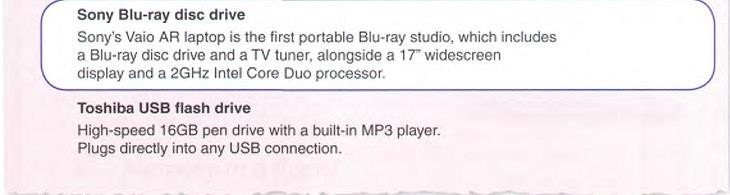 Sony Blu-ray disc drive
Sony's Vaio AR laptop is the first portable Blu-ray studio, which includes
a Blu-ray disc drive and a TV tuner, alongside a 17" widescreen
display and a 2GHz Intel Core Duo processor.
Toshiba USB flash drive
High-speed 16GB pen drive with a built-in MP3 player.
Plugs directly into any USB connection.